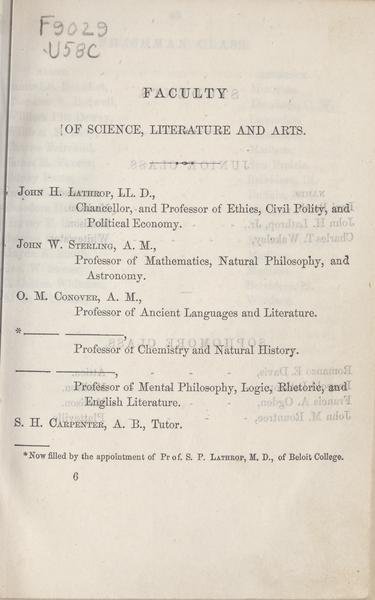 F9029
U58C
FACULTY
OF SCIENCE, LITERATURE AND ARTS.
JOHN H. LATHROP, LL. D.,
Chancellor, and Professor of Ethics, Civil Polity, and
Political Economy.
JOHN W. STERLING, A. M.,
Professor of Mathematics, Natural Philosophy, and
Astronomy.
O. M. CONOVER, A. M.,
Professor of Ancient Languages and Literature.
*——— ———,
Professor of Chemistry and Natural History.
——— ———,
Professor of Mental Philosophy, Logic, Rhetoric, and
English Literature.
S. H. CARPENTER, A. B., Tutor.
*Now filled by the appointment of Prof. S. P. LATHROP, M. D., of Beloit College.
6